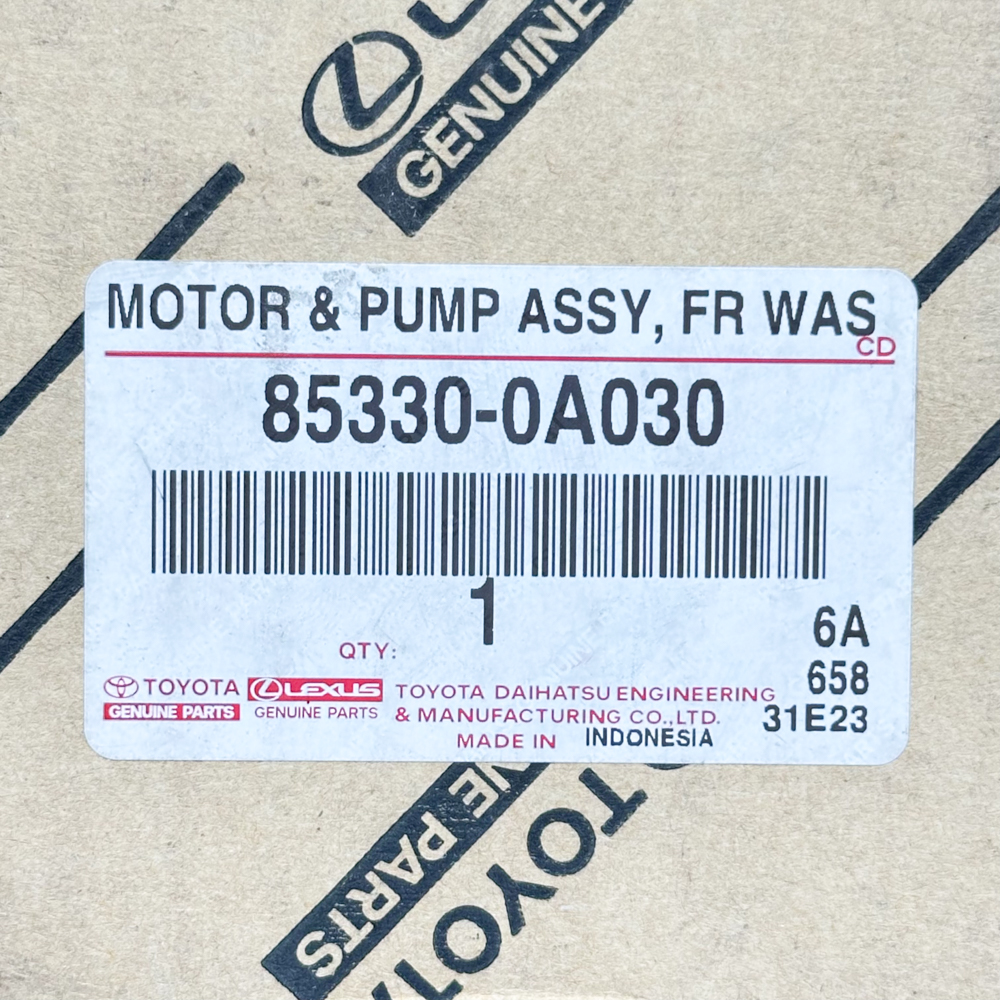 GENUINE
MOTOR & PUMP ASSY, FR WAS
CD
85330-0A030
1
QTY:
6A
658
31E23
TOYOTA
GENUINE PARTS
LEXUS
GENUINE PARTS
TOYOTA DAIHATSU ENGINEERING
& MANUFACTURING CO.,LTD.
MADE IN INDONESIA
NE PARTS
TOYOTA